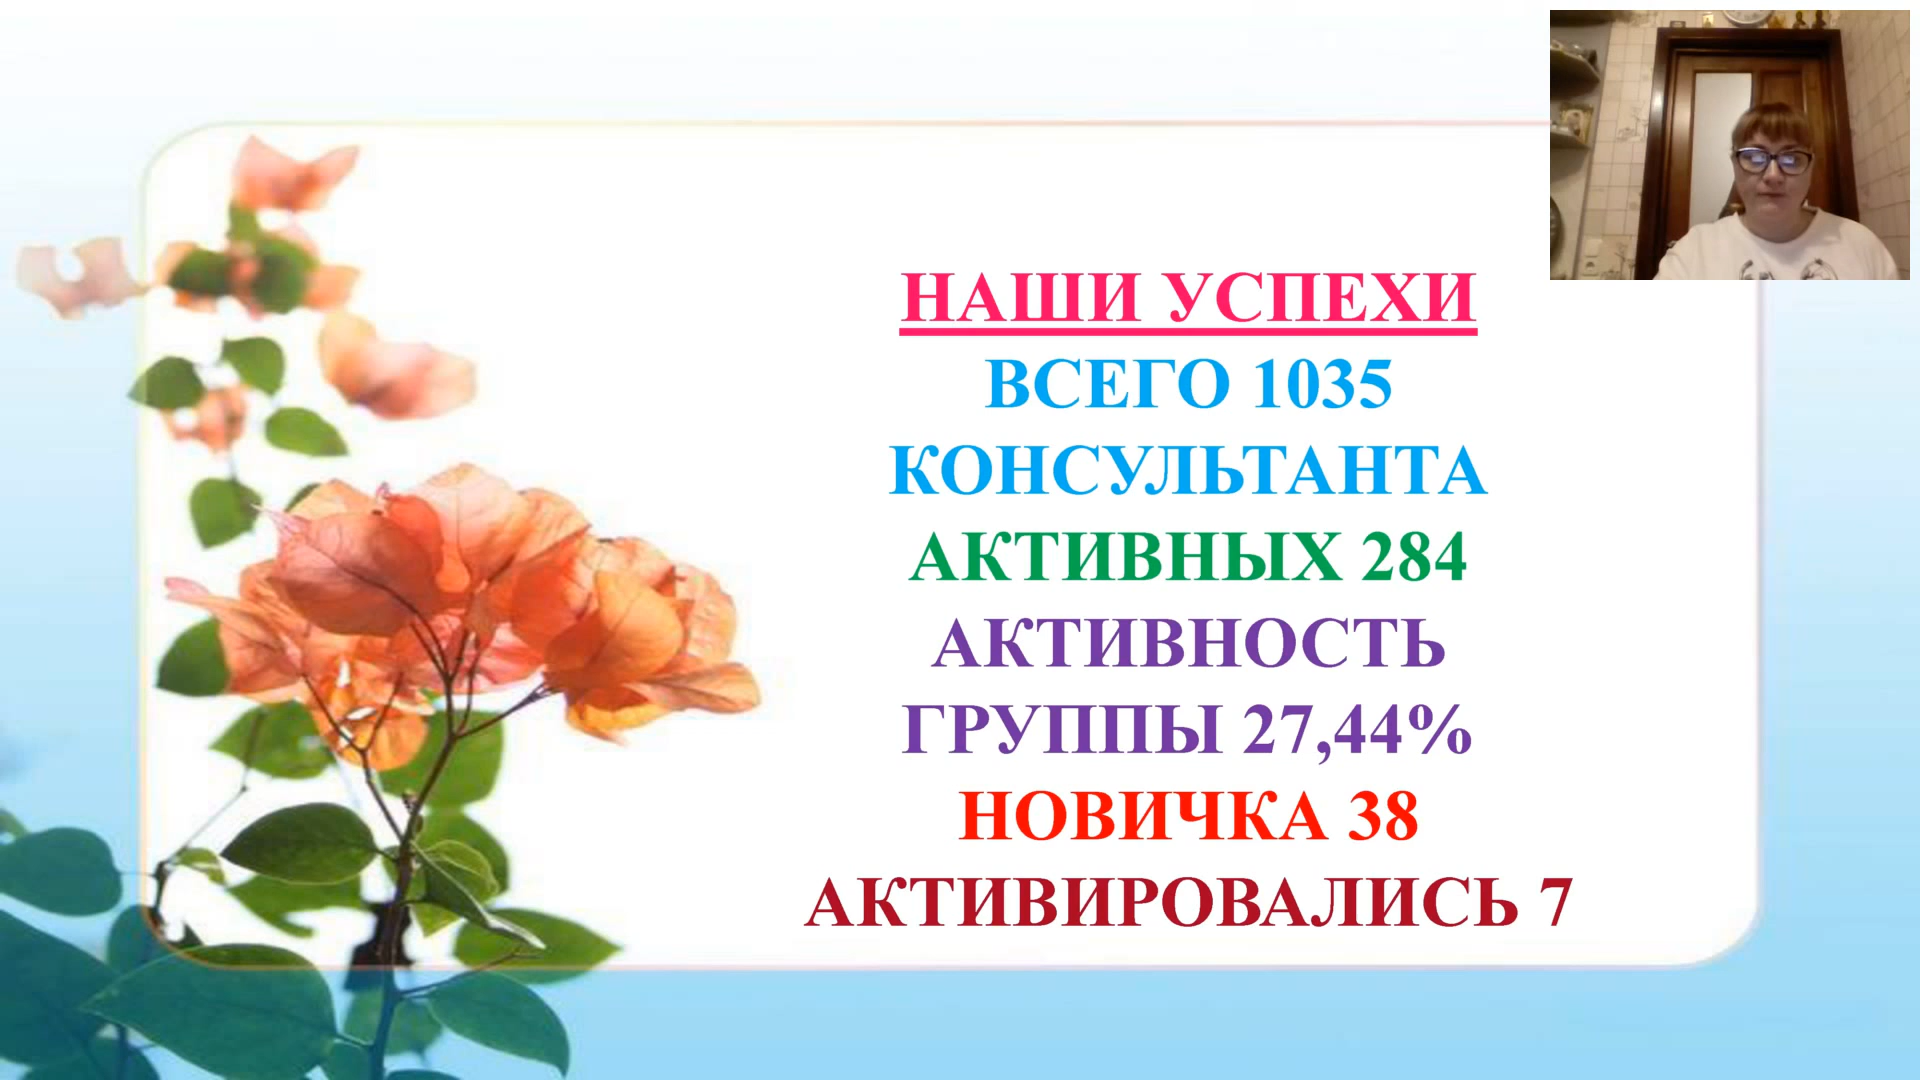 НАШИ УСПЕХИ
ВСЕГО 1035
КОНСУЛЬТАНТА
АКТИВНЫХ 284
АКТИВНОСТЬ
ГРУППЫ 27,44%
НОВИЧКА 38
АКТИВИРОВАЛИСЬ 7